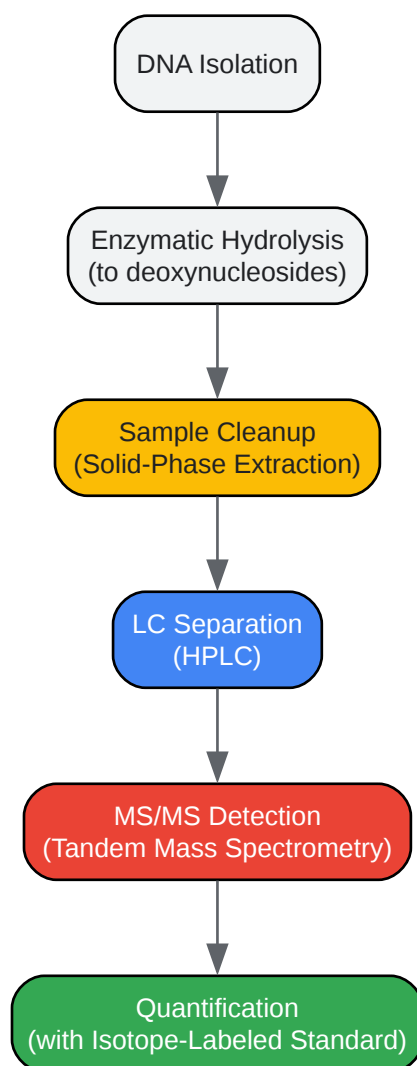 DNA Isolation
Enzymatic Hydrolysis
(to deoxynucleosides)
Sample Cleanup
(Solid-Phase Extraction)
LC Separation
(HPLC)
MS/MS Detection
(Tandem Mass Spectrometry)
Quantification
(with Isotope-Labeled Standard)